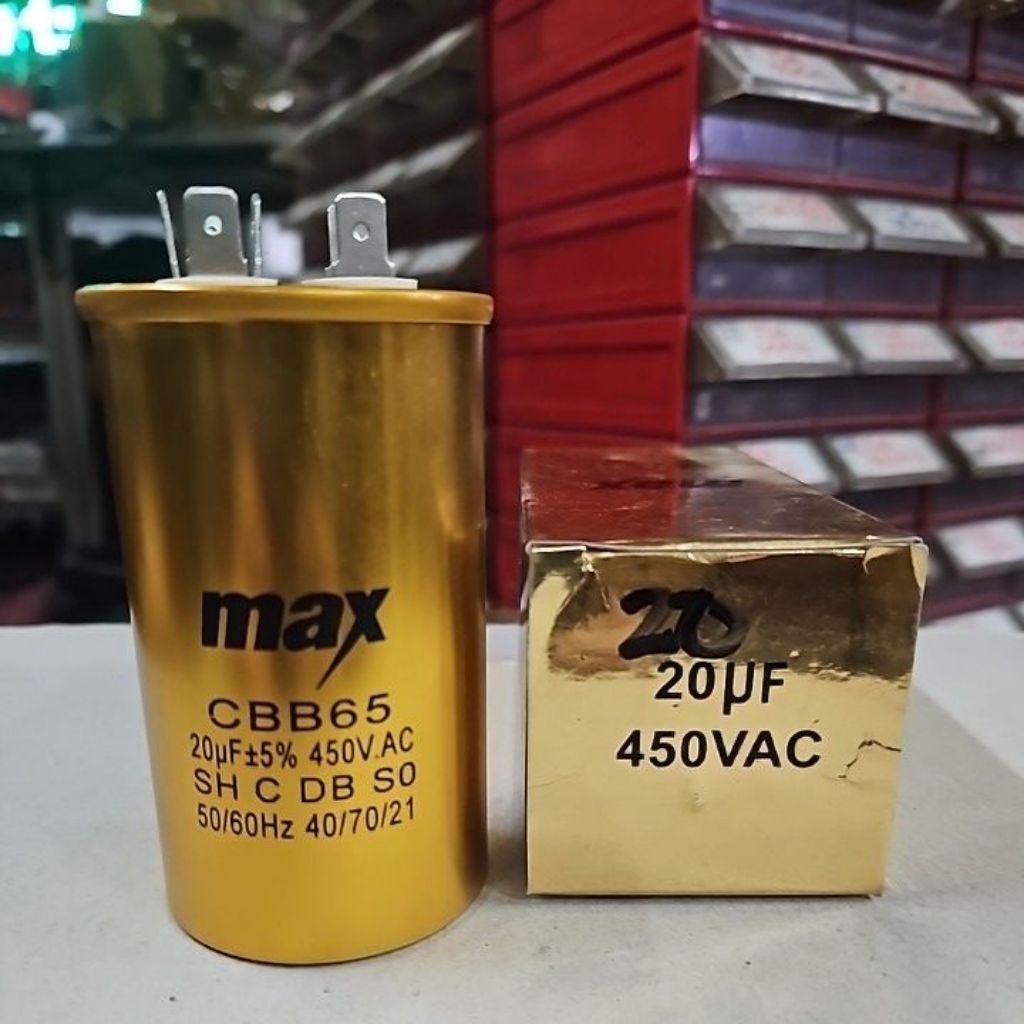 max
CBB65
20µF±5% 450V.AC
SH C DB S0
50/60Hz 40/70/21
20
20µF
450VAC